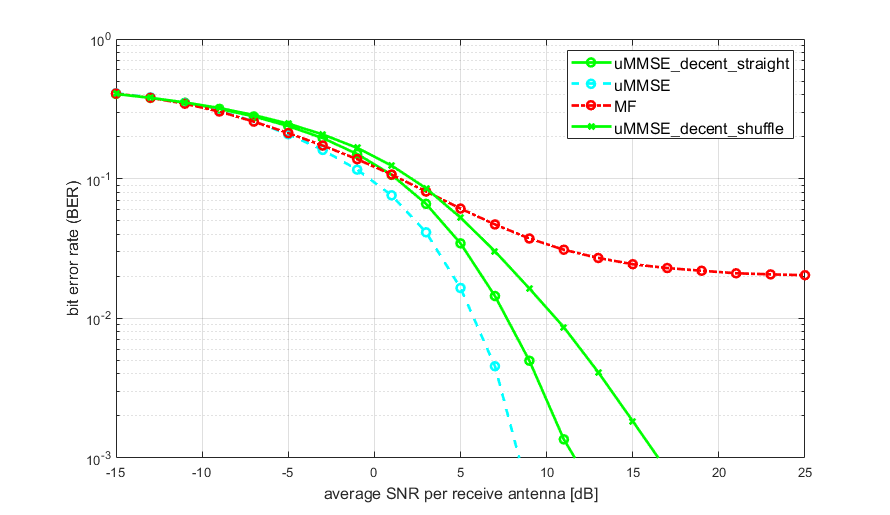 10^0
10^-1
10^-2
10^-3
bit error rate (BER)
uMMSE_decent_straight
uMMSE
MF
uMMSE_decent_shuffle
-15 -10 -5 0 5 10 15 20 25
average SNR per receive antenna [dB]